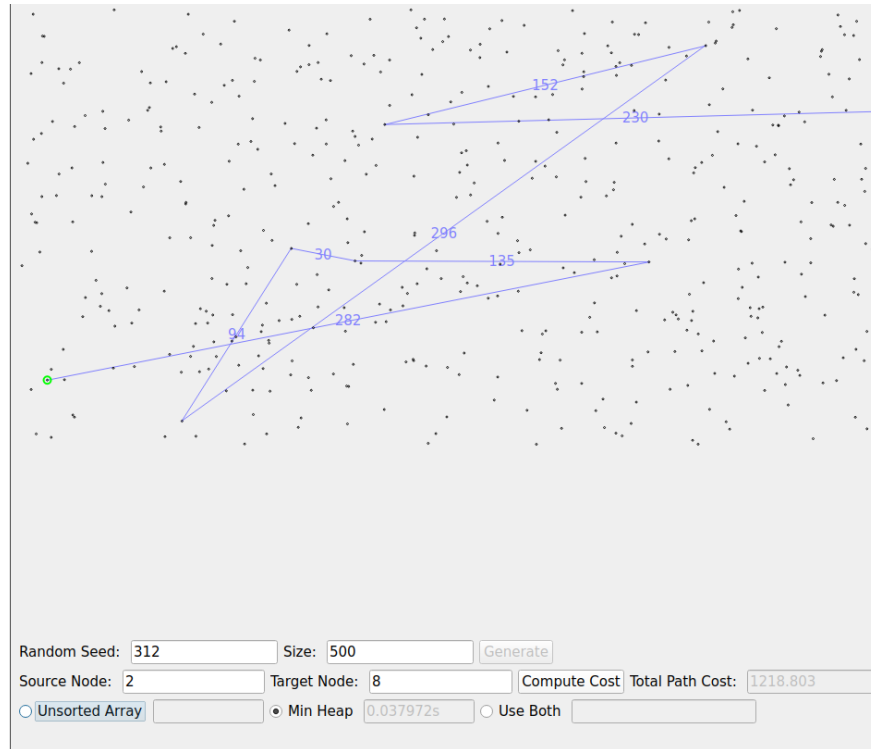 152
230
296
30
135
282
94
Random Seed: 312 Size: 500 Generate
Source Node: 2 Target Node: 8 Compute Cost Total Path Cost: 1218.803
Unsorted Array Min Heap 0.037972s Use Both